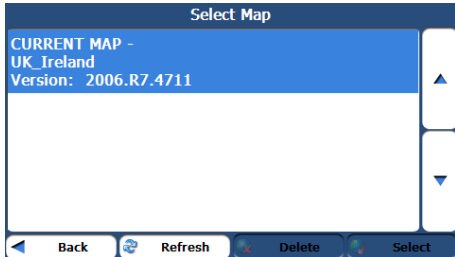 Select Map
CURRENT MAP -
UK_Ireland
Version: 2006.R7.4711
Back Refresh Delete Select